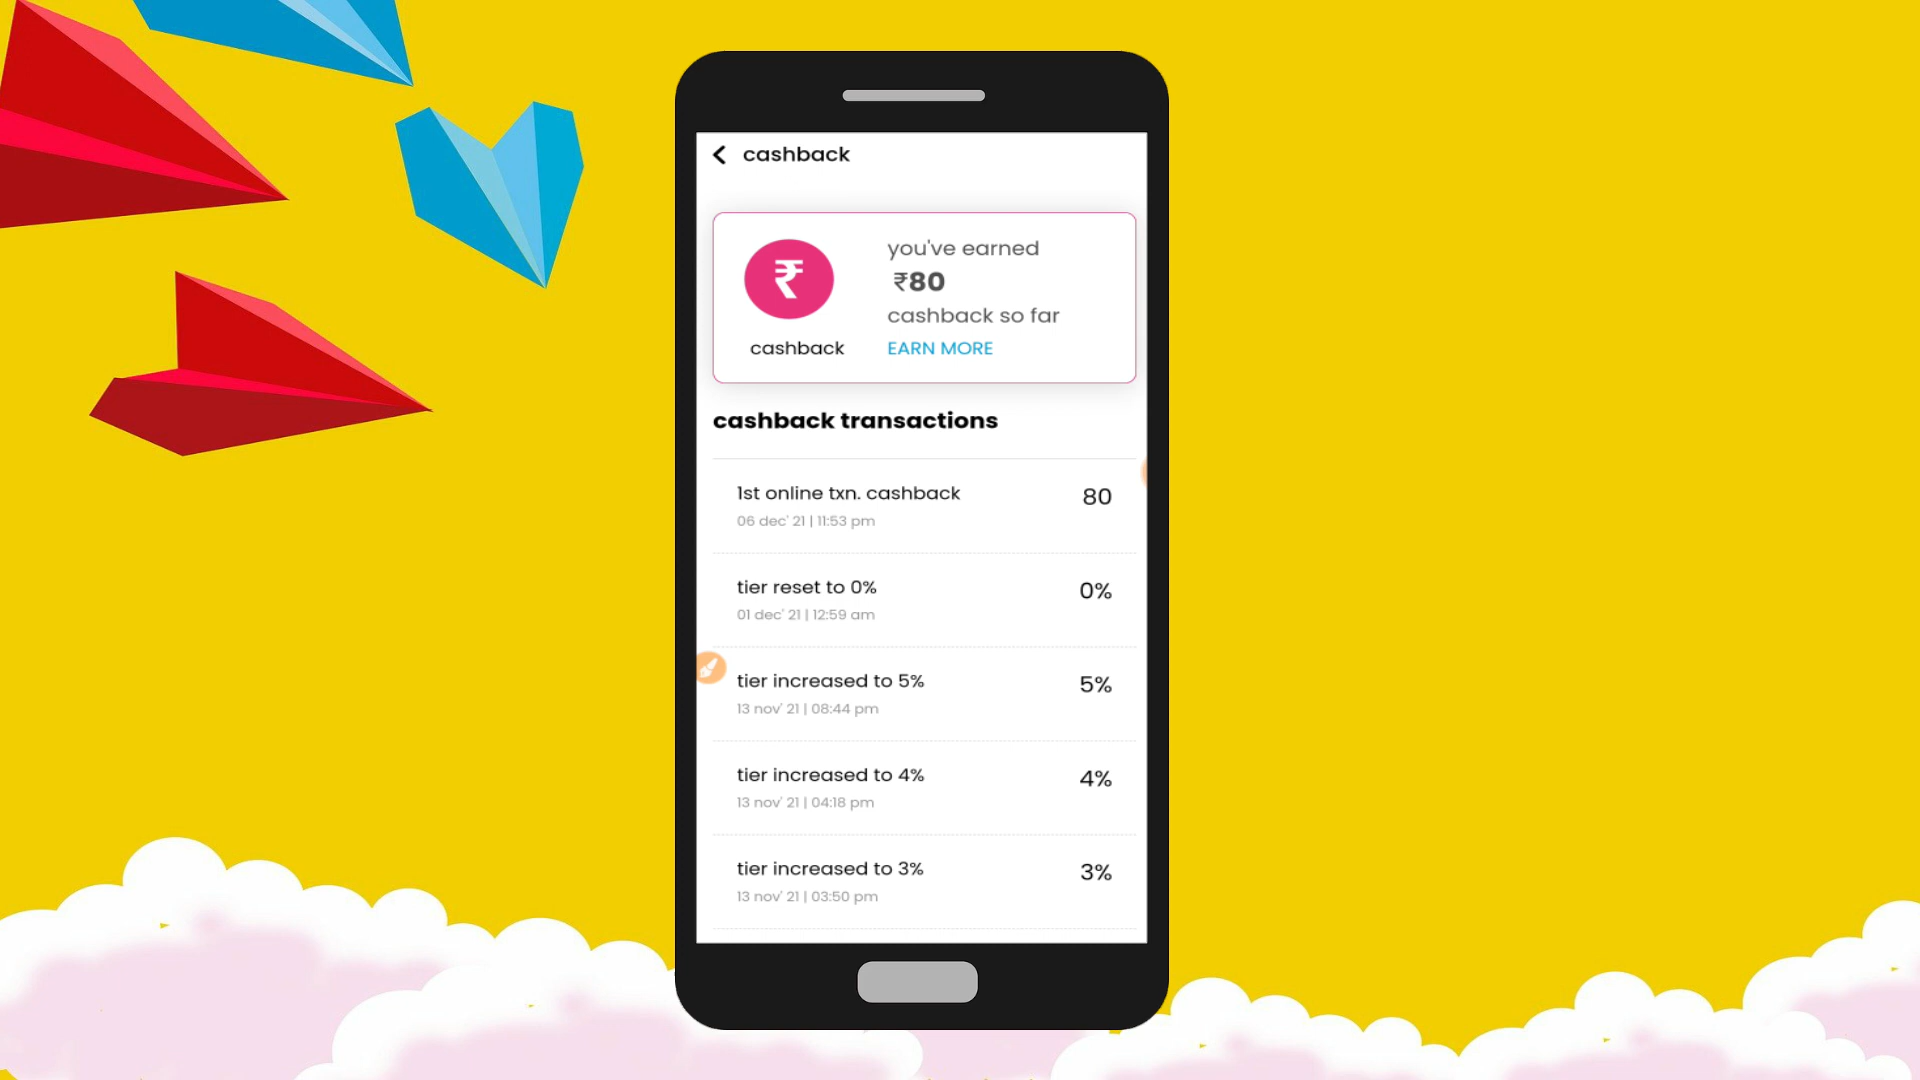 cashback
you've earned
₹80
cashback so far
₹
cashback
EARN MORE
cashback transactions
1st online txn. cashback 80
06 dec' 21 | 11:53 pm
tier reset to 0% 0%
01 dec' 21 | 12:59 am
tier increased to 5% 5%
13 nov' 21 | 08:44 pm
tier increased to 4% 4%
13 nov' 21 | 04:18 pm
tier increased to 3% 3%
13 nov' 21 | 03:50 pm